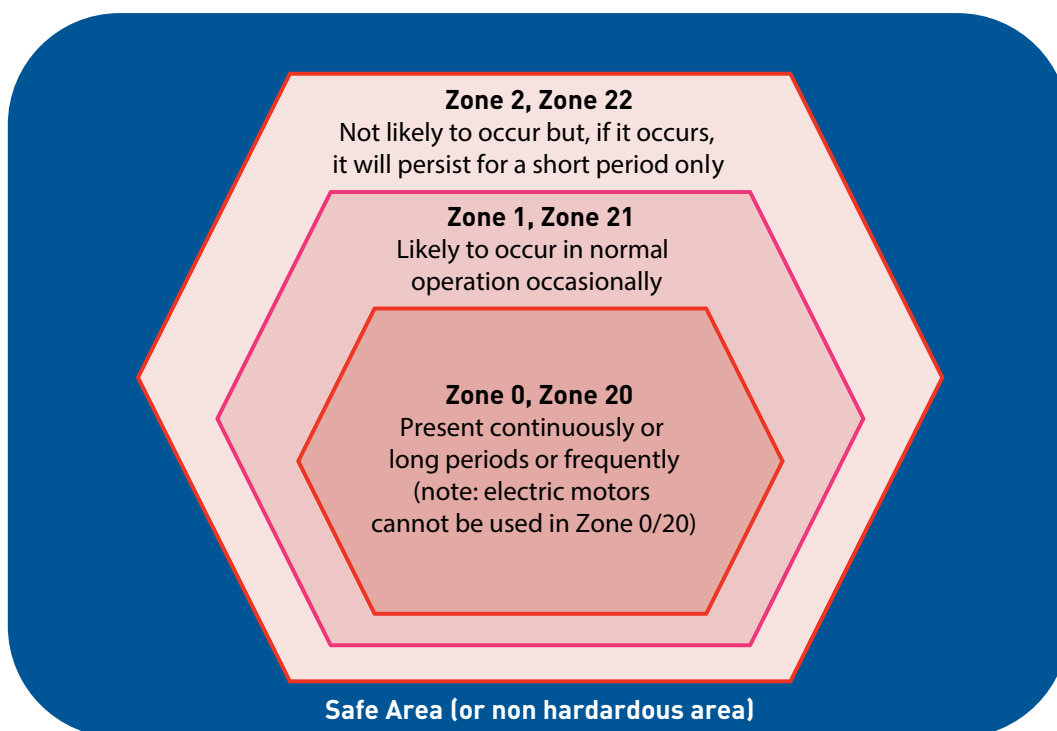 Zone 2, Zone 22
Not likely to occur but, if it occurs,
it will persist for a short period only
Zone 1, Zone 21
Likely to occur in normal
operation occasionally
Zone 0, Zone 20
Present continuously or
long periods or frequently
(note: electric motors
cannot be used in Zone 0/20)
Safe Area (or non hardardous area)